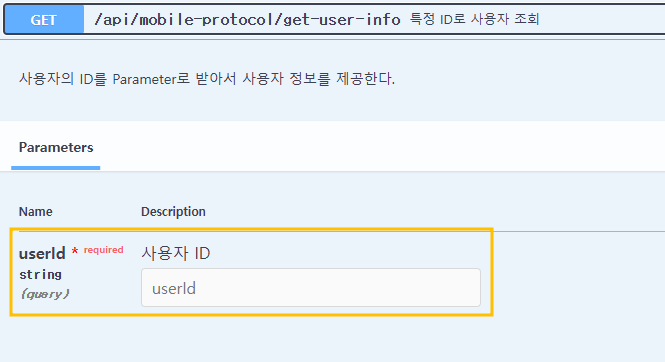 GET /api/mobile-protocol/get-user-info 특정 ID로 사용자 조회
사용자의 ID를 Parameter로 받아서 사용자 정보를 제공한다.
Parameters
Name Description
userId * required 사용자 ID
string
(query) userId